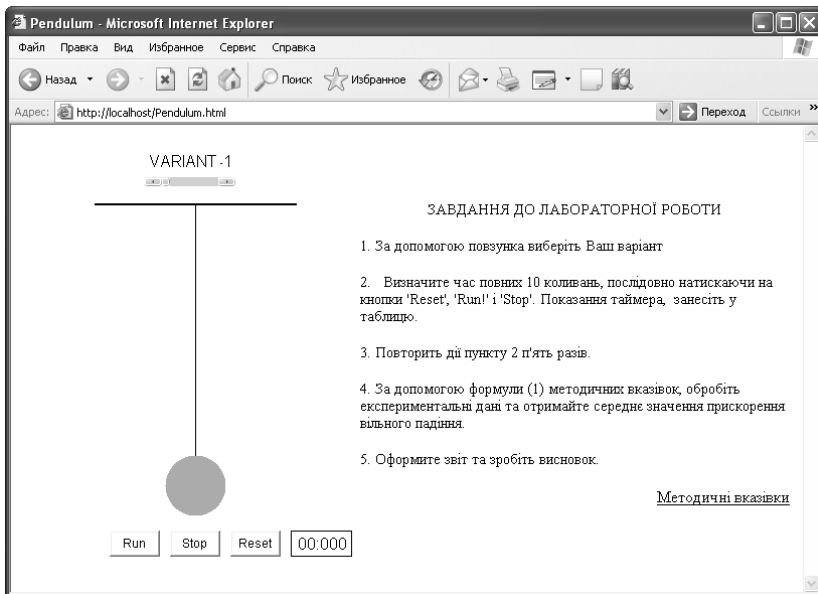 Pendulum - Microsoft Internet Explorer
Файл Правка Вид Избранное Сервис Справка
Назад Поиск Избранное
Адрес: http://localhost/Pendulum.html Переход Ссылки »
VARIANT -1
ЗАВДАННЯ ДО ЛАБОРАТОРНОЇ РОБОТИ
1. За допомогою повзунка виберіть Ваш варіант
2. Визначите час повних 10 коливань, послідовно натискаючи на
кнопки 'Reset', 'Run!' і 'Stop'. Показання таймера, занесіть у
таблицю.
3. Повторить дії пункту 2 п'ять разів.
4. За допомогою формули (1) методичних вказівок, обробіть
експериментальні дані та отримайте середнє значення прискорення
вільного падіння.
5. Оформите звіт та зробіть висновок.
Методичні вказівки
Run Stop Reset 00:000